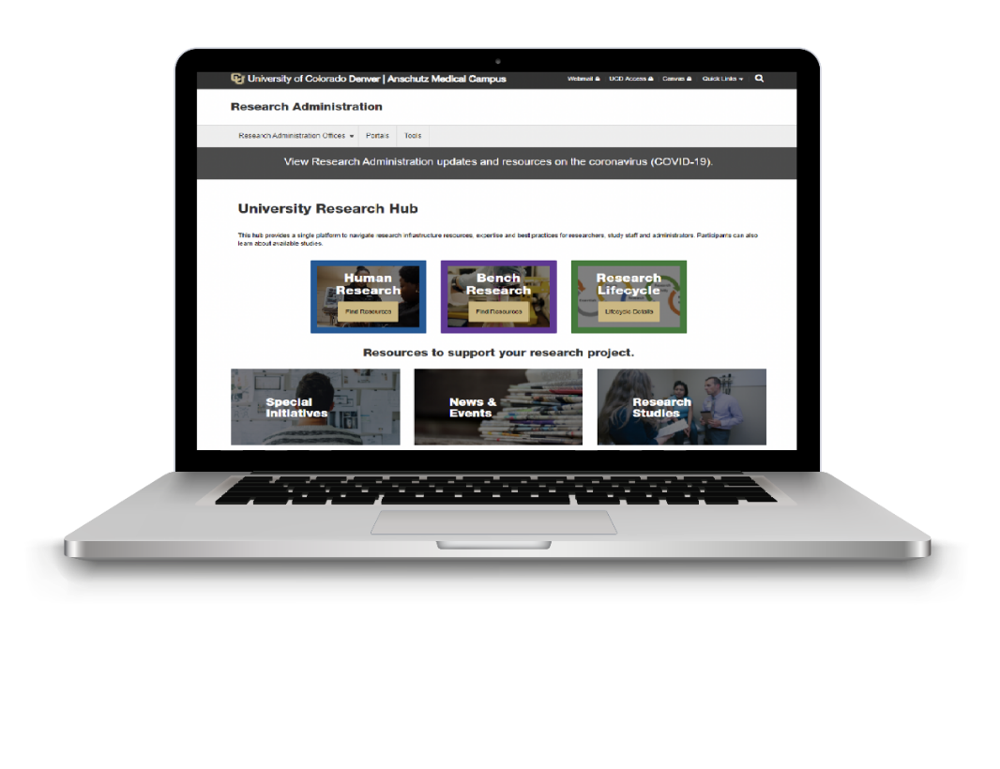 University of Colorado Denver | Anschutz Medical Campus
Webmail UCD Access Canvas Quick Links
Research Administration
Research Administration Offices Portals Tools
View Research Administration updates and resources on the coronavirus (COVID-19).
University Research Hub
This hub provides a single platform to navigate research infrastructure resources, expertise and best practices for researchers, study staff and administrators. Participants can also
learn about available studies.
Human
Research
Find Resources
Bench
Research
Find Resources
Research
Lifecycle
Lifecycle Details
Resources to support your research project.
Special
Initiatives
News &
Events
Research
Studies